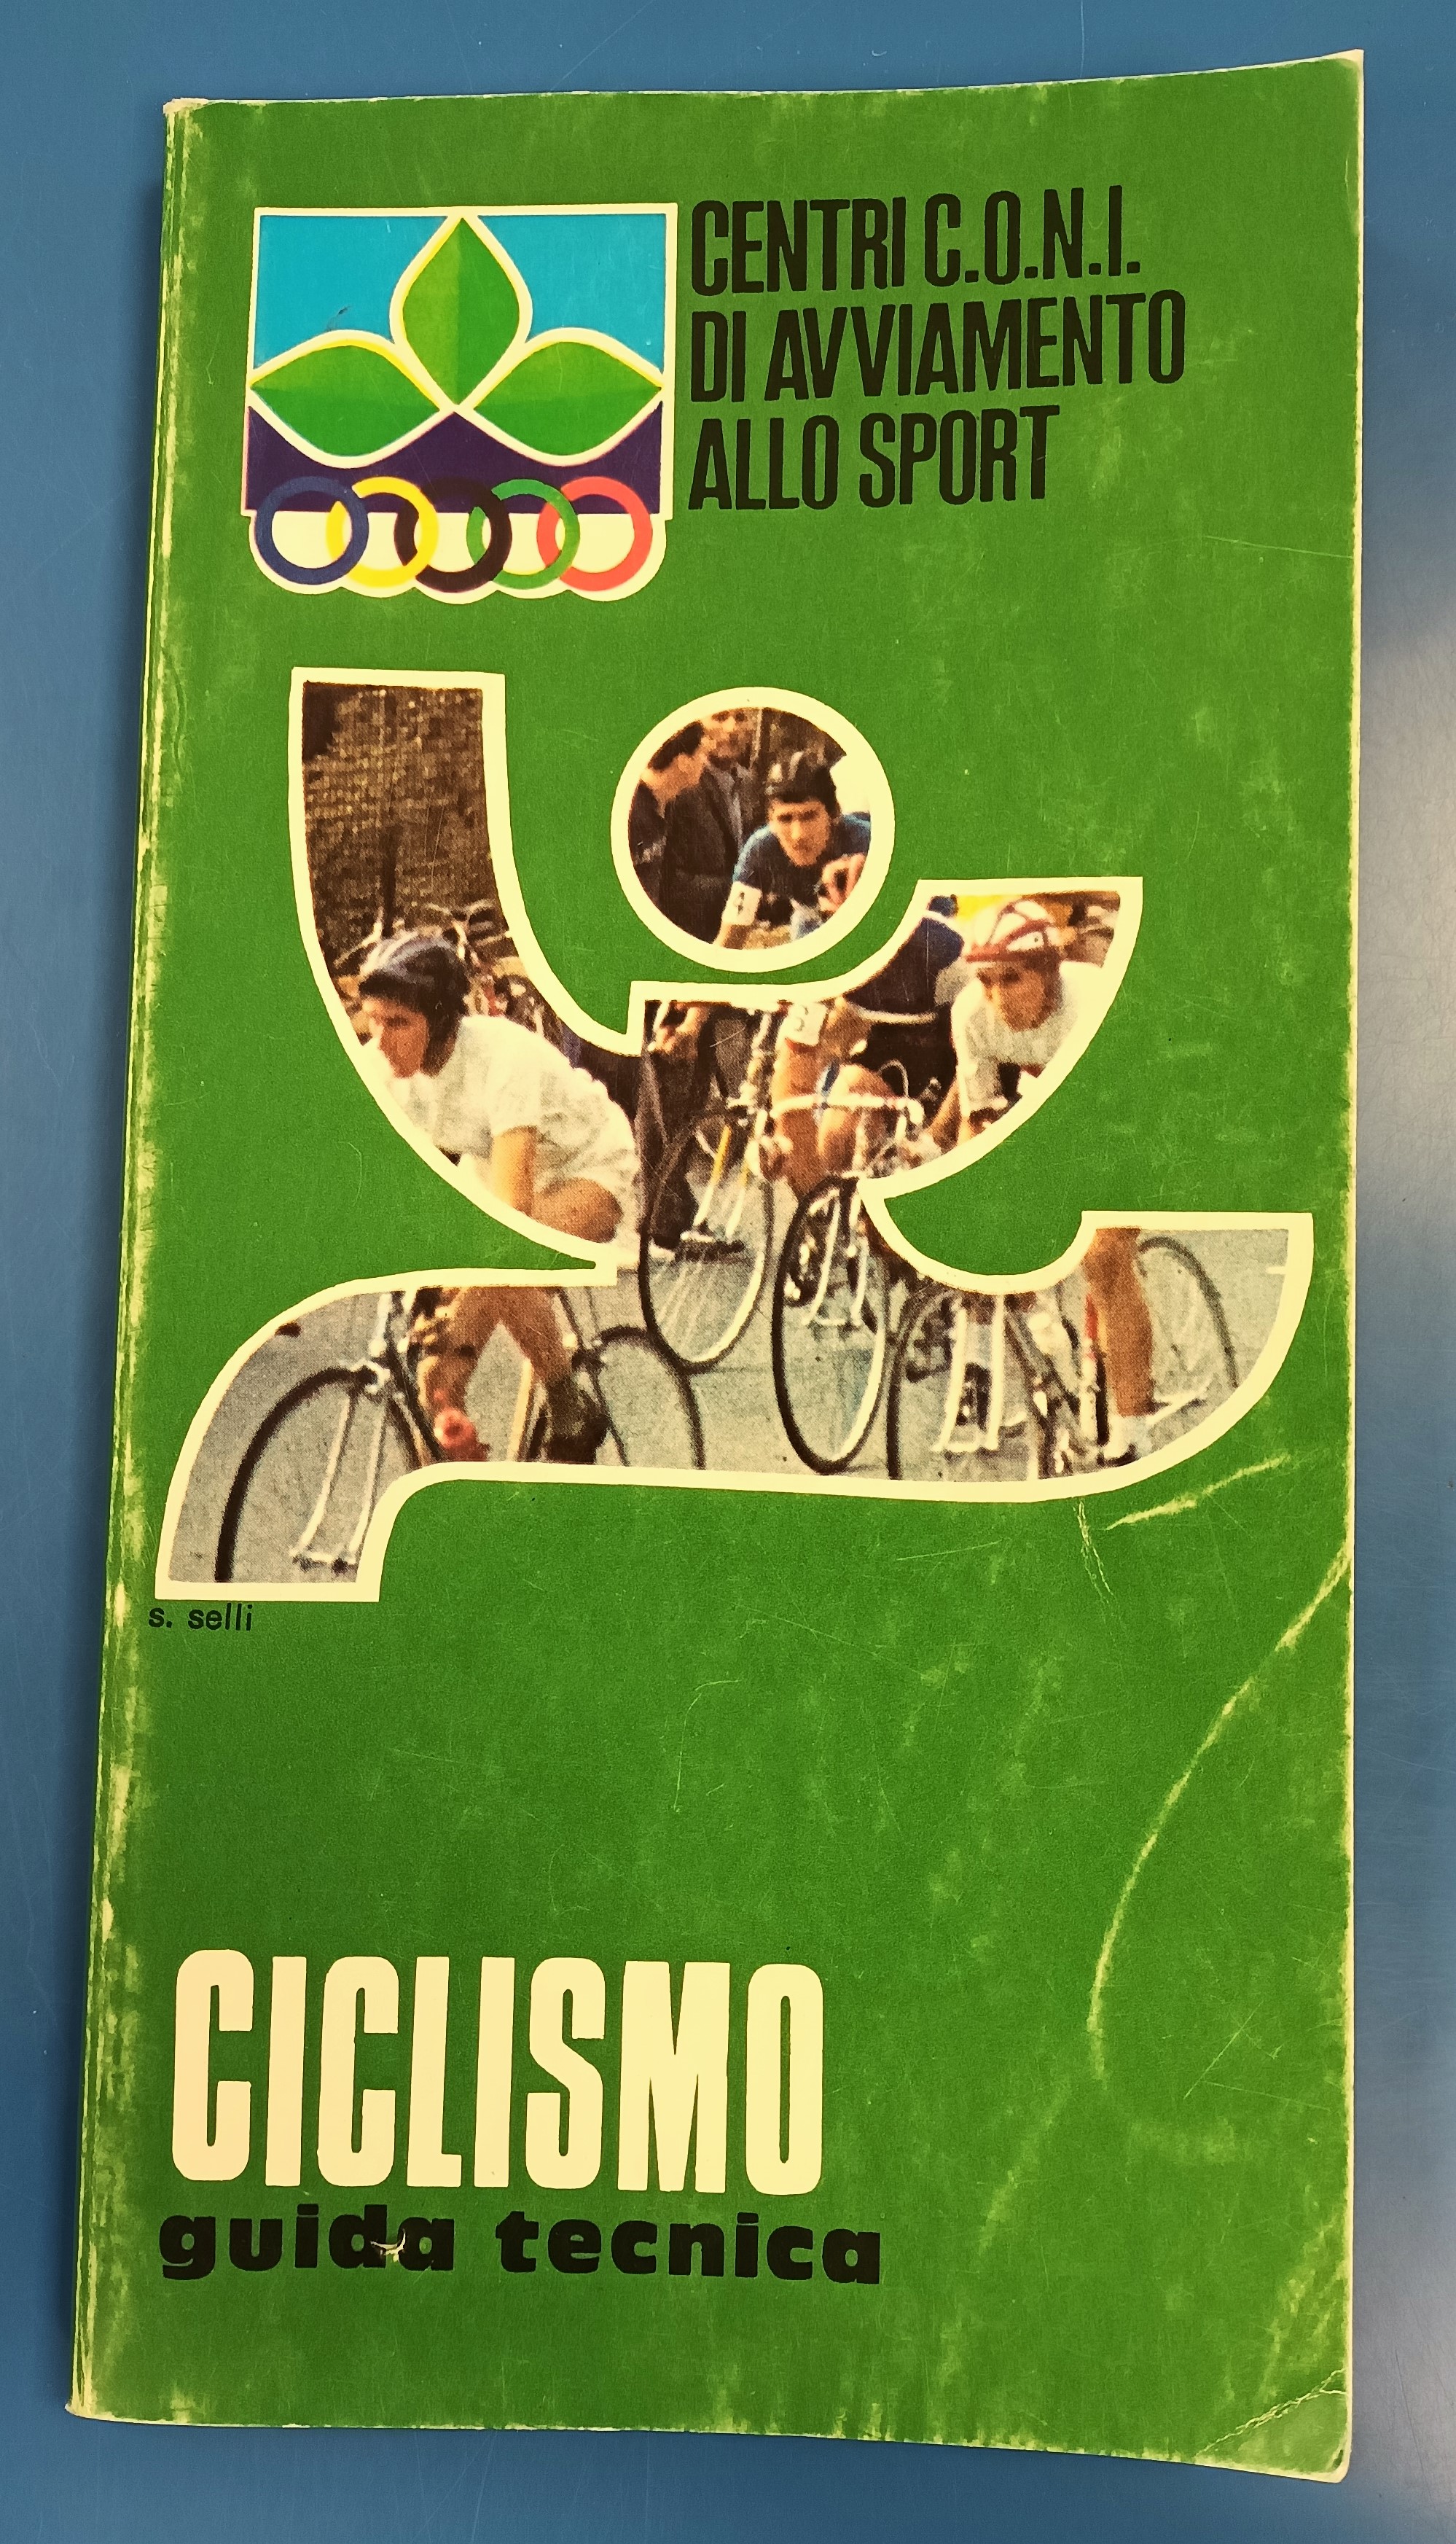 CENTRI C.O.N.I.
DI AVVIAMENTO
ALLO SPORT
s. selli
CICLISMO
guida tecnica